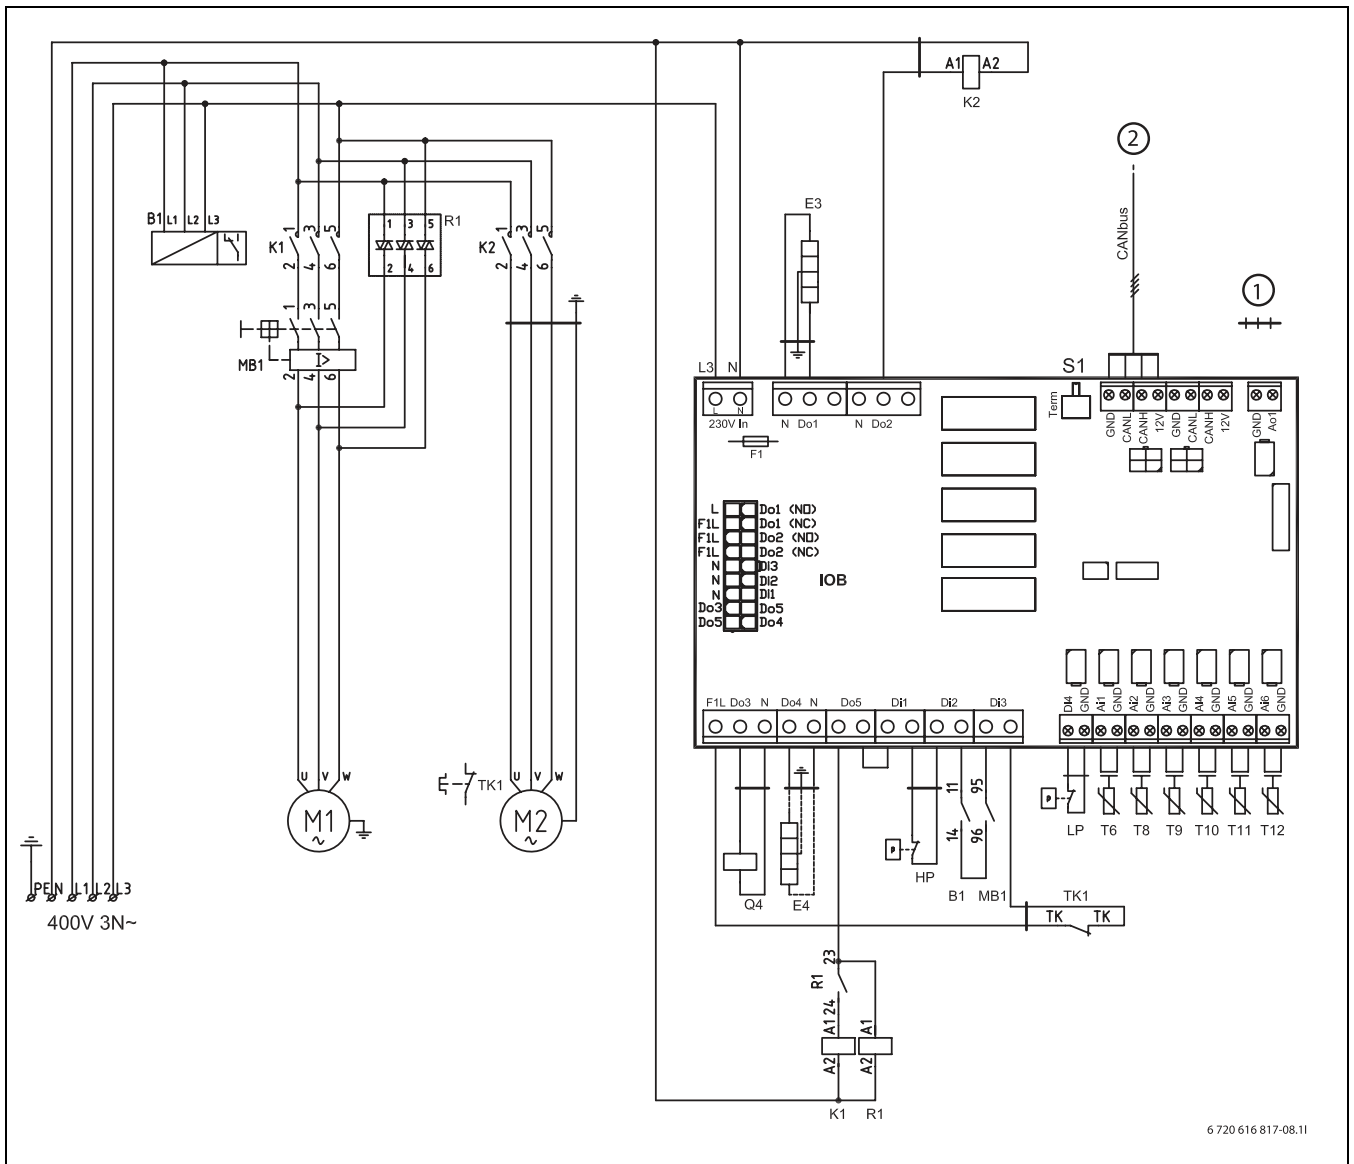 A1 A2
K2
2
CANbus
1
B1 L1 L2 L3
K1 1 3 5
2 4 6
1 3 5
R1
2 4 6
K2 1 3 5
2 4 6
E3
1 3 5
MB1 I>
2 4 6
L3 N
S1
L N
230V In
N Do1
N Do2
Term
GND CANL CANH 12V GND CANL CANH 12V
GND Ao1
F1
L Do1 (NO)
F1L Do1 (NC)
F1L Do2 (NO)
F1L Do2 (NC)
N DI3
N DI2
N DI1
Do3 Do5
Do5 Do4
IOB
F1L Do3 N Do4 N Do5 Di1 Di2 Di3
DI4 GND Ai1 GND Ai2 GND Ai3 GND AI4 GND AI5 GND Ai6 GND
U V W
M1
~
TK1
U V W
M2
~
11 95
14 96
P
HP
P
LP T6 T8 T9 T10 T11 T12
PE N L1 L2 L3
400V 3N~
Q4 E4
B1 MB1
TK1
TK TK
23
R1
24
A1 A1
A2 A2
K1 R1
6 720 616 817-08.1I